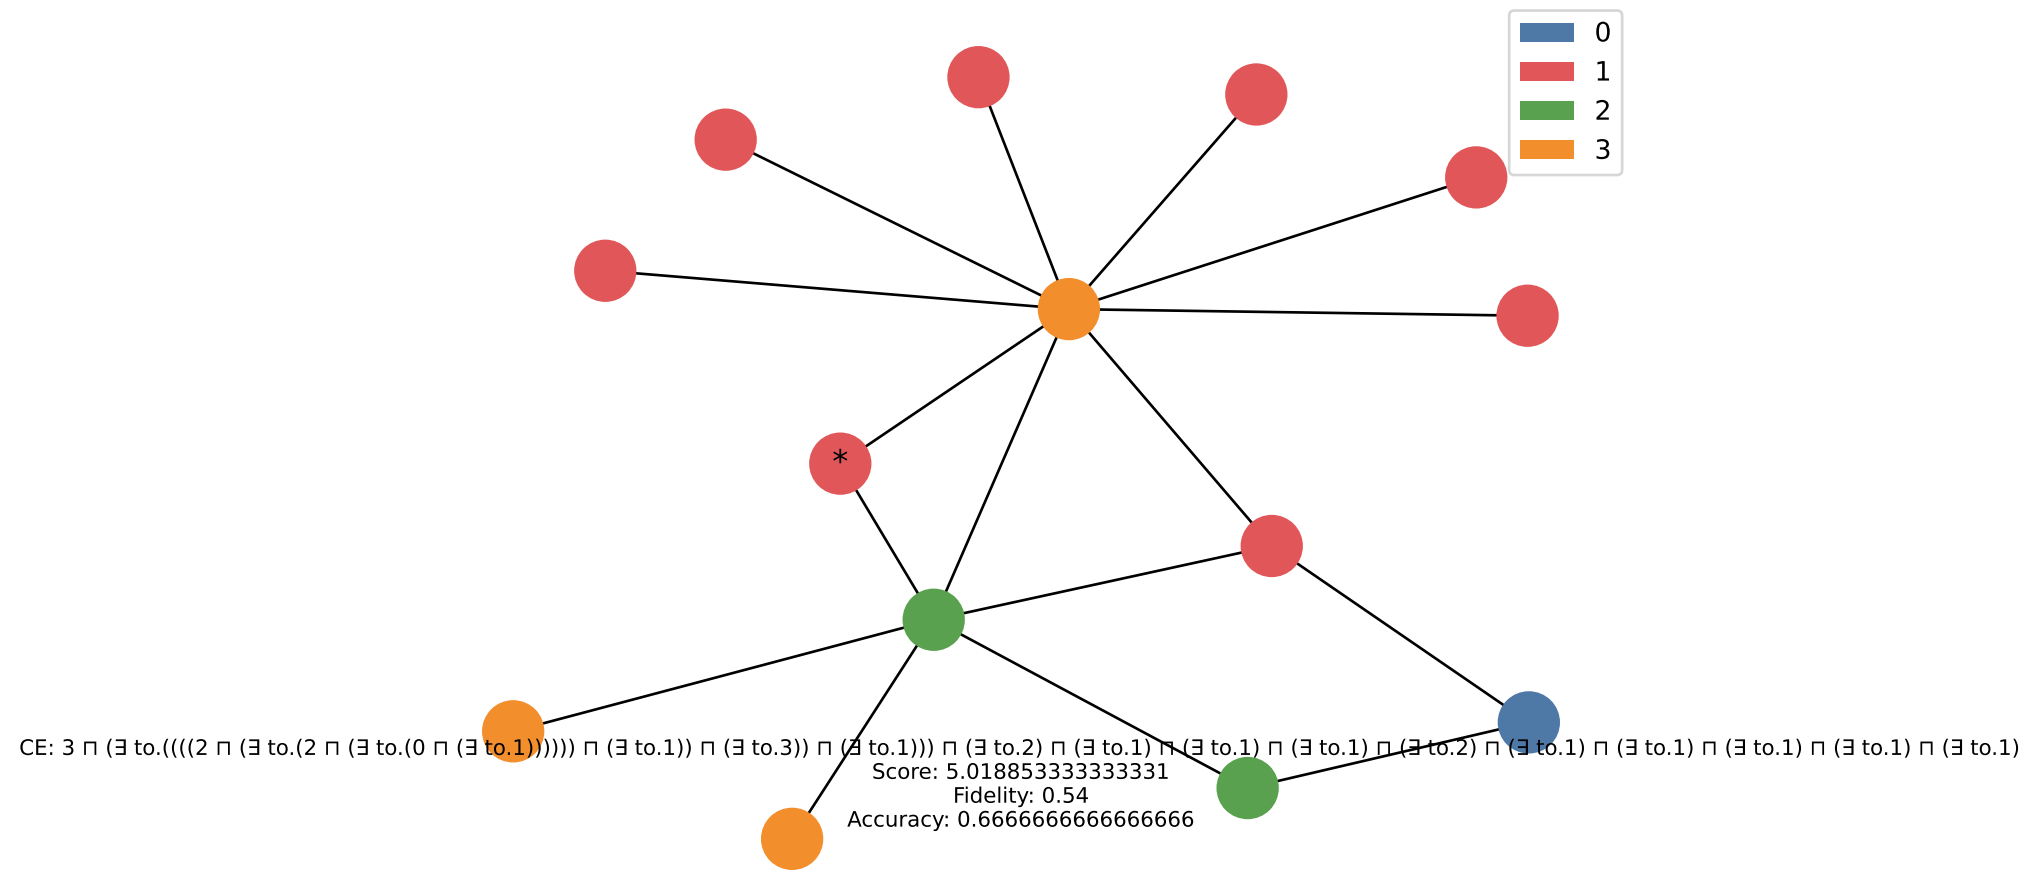 0
1
2
3
*
CE: 3 ⊓ (∃ to.((((2 ⊓ (∃ to.(2 ⊓ (∃ to.(0 ⊓ (∃ to.1)))))) ⊓ (∃ to.1)) ⊓ (∃ to.3)) ⊓ (∃ to.1))) ⊓ (∃ to.2) ⊓ (∃ to.1) ⊓ (∃ to.1) ⊓ (∃ to.1) ⊓ (∃ to.2) ⊓ (∃ to.1) ⊓ (∃ to.1) ⊓ (∃ to.1) ⊓ (∃ to.1) ⊓ (∃ to.1)
Score: 5.018853333333331
Fidelity: 0.54
Accuracy: 0.6666666666666666